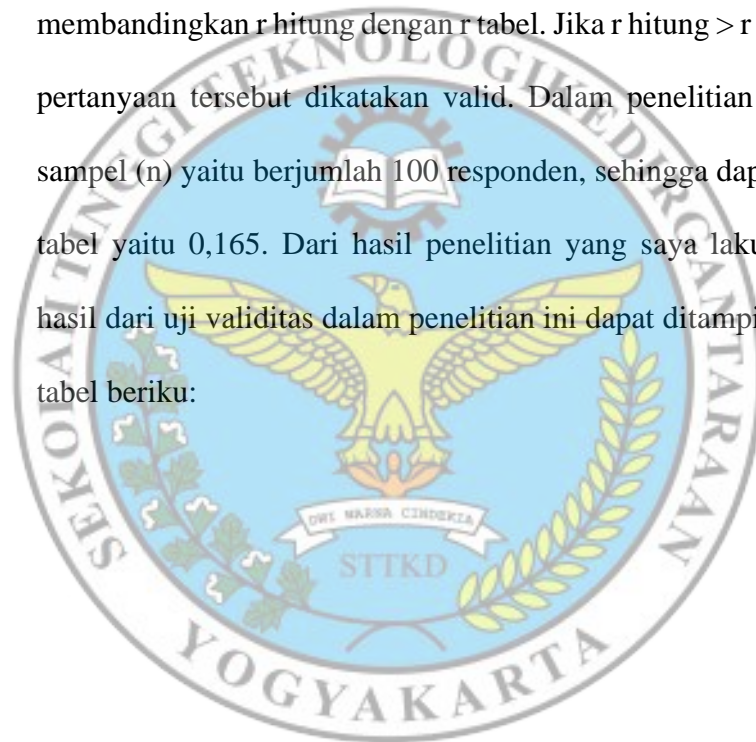 membandingkan r hitung dengan r tabel. Jika r hitung > r
pertanyaan tersebut dikatakan valid. Dalam penelitian
sampel (n) yaitu berjumlah 100 responden, sehingga dap
tabel yaitu 0,165. Dari hasil penelitian yang saya laku
hasil dari uji validitas dalam penelitian ini dapat ditampi
tabel beriku:
SEKOLAH TINGGI TEKNOLOGI KEDIRGANTARAAN
DWI WARNA CINDEKIA
STTKD
YOGYAKARTA